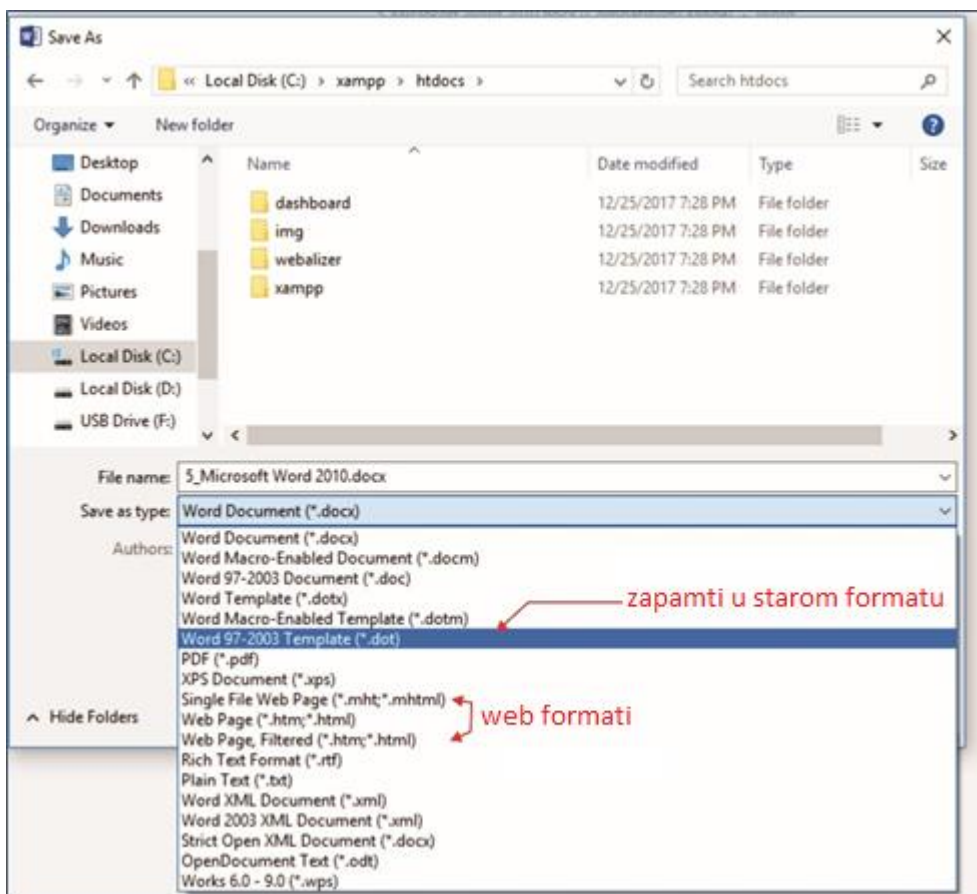 Save As
« Local Disk (C:) › xampp › htdocs ›
Search htdocs
Organize
New folder
Desktop
Documents
Downloads
Music
Pictures
Videos
Local Disk (C:)
Local Disk (D:)
USB Drive (F:)
Name Date modified Type Size
dashboard 12/25/2017 7:28 PM File folder
img 12/25/2017 7:28 PM File folder
webalizer 12/25/2017 7:28 PM File folder
xampp 12/25/2017 7:28 PM File folder
File name: 5_Microsoft Word 2010.docx
Save as type: Word Document (*.docx)
Authors:
Word Document (*.docx)
Word Macro-Enabled Document (*.docm)
Word 97-2003 Document (*.doc)
Word Template (*.dotx)
Word Macro-Enabled Template (*.dotm)
Word 97-2003 Template (*.dot)
zapamti u starom formatu
PDF (*.pdf)
XPS Document (*.xps)
Single File Web Page (*.mht;*.mhtml)
Web Page (*.htm;*.html)
Web Page, Filtered (*.htm;*.html)
web formati
Rich Text Format (*.rtf)
Plain Text (*.txt)
Word XML Document (*.xml)
Word 2003 XML Document (*.xml)
Strict Open XML Document (*.docx)
OpenDocument Text (*.odt)
Works 6.0 - 9.0 (*.wps)
Hide Folders